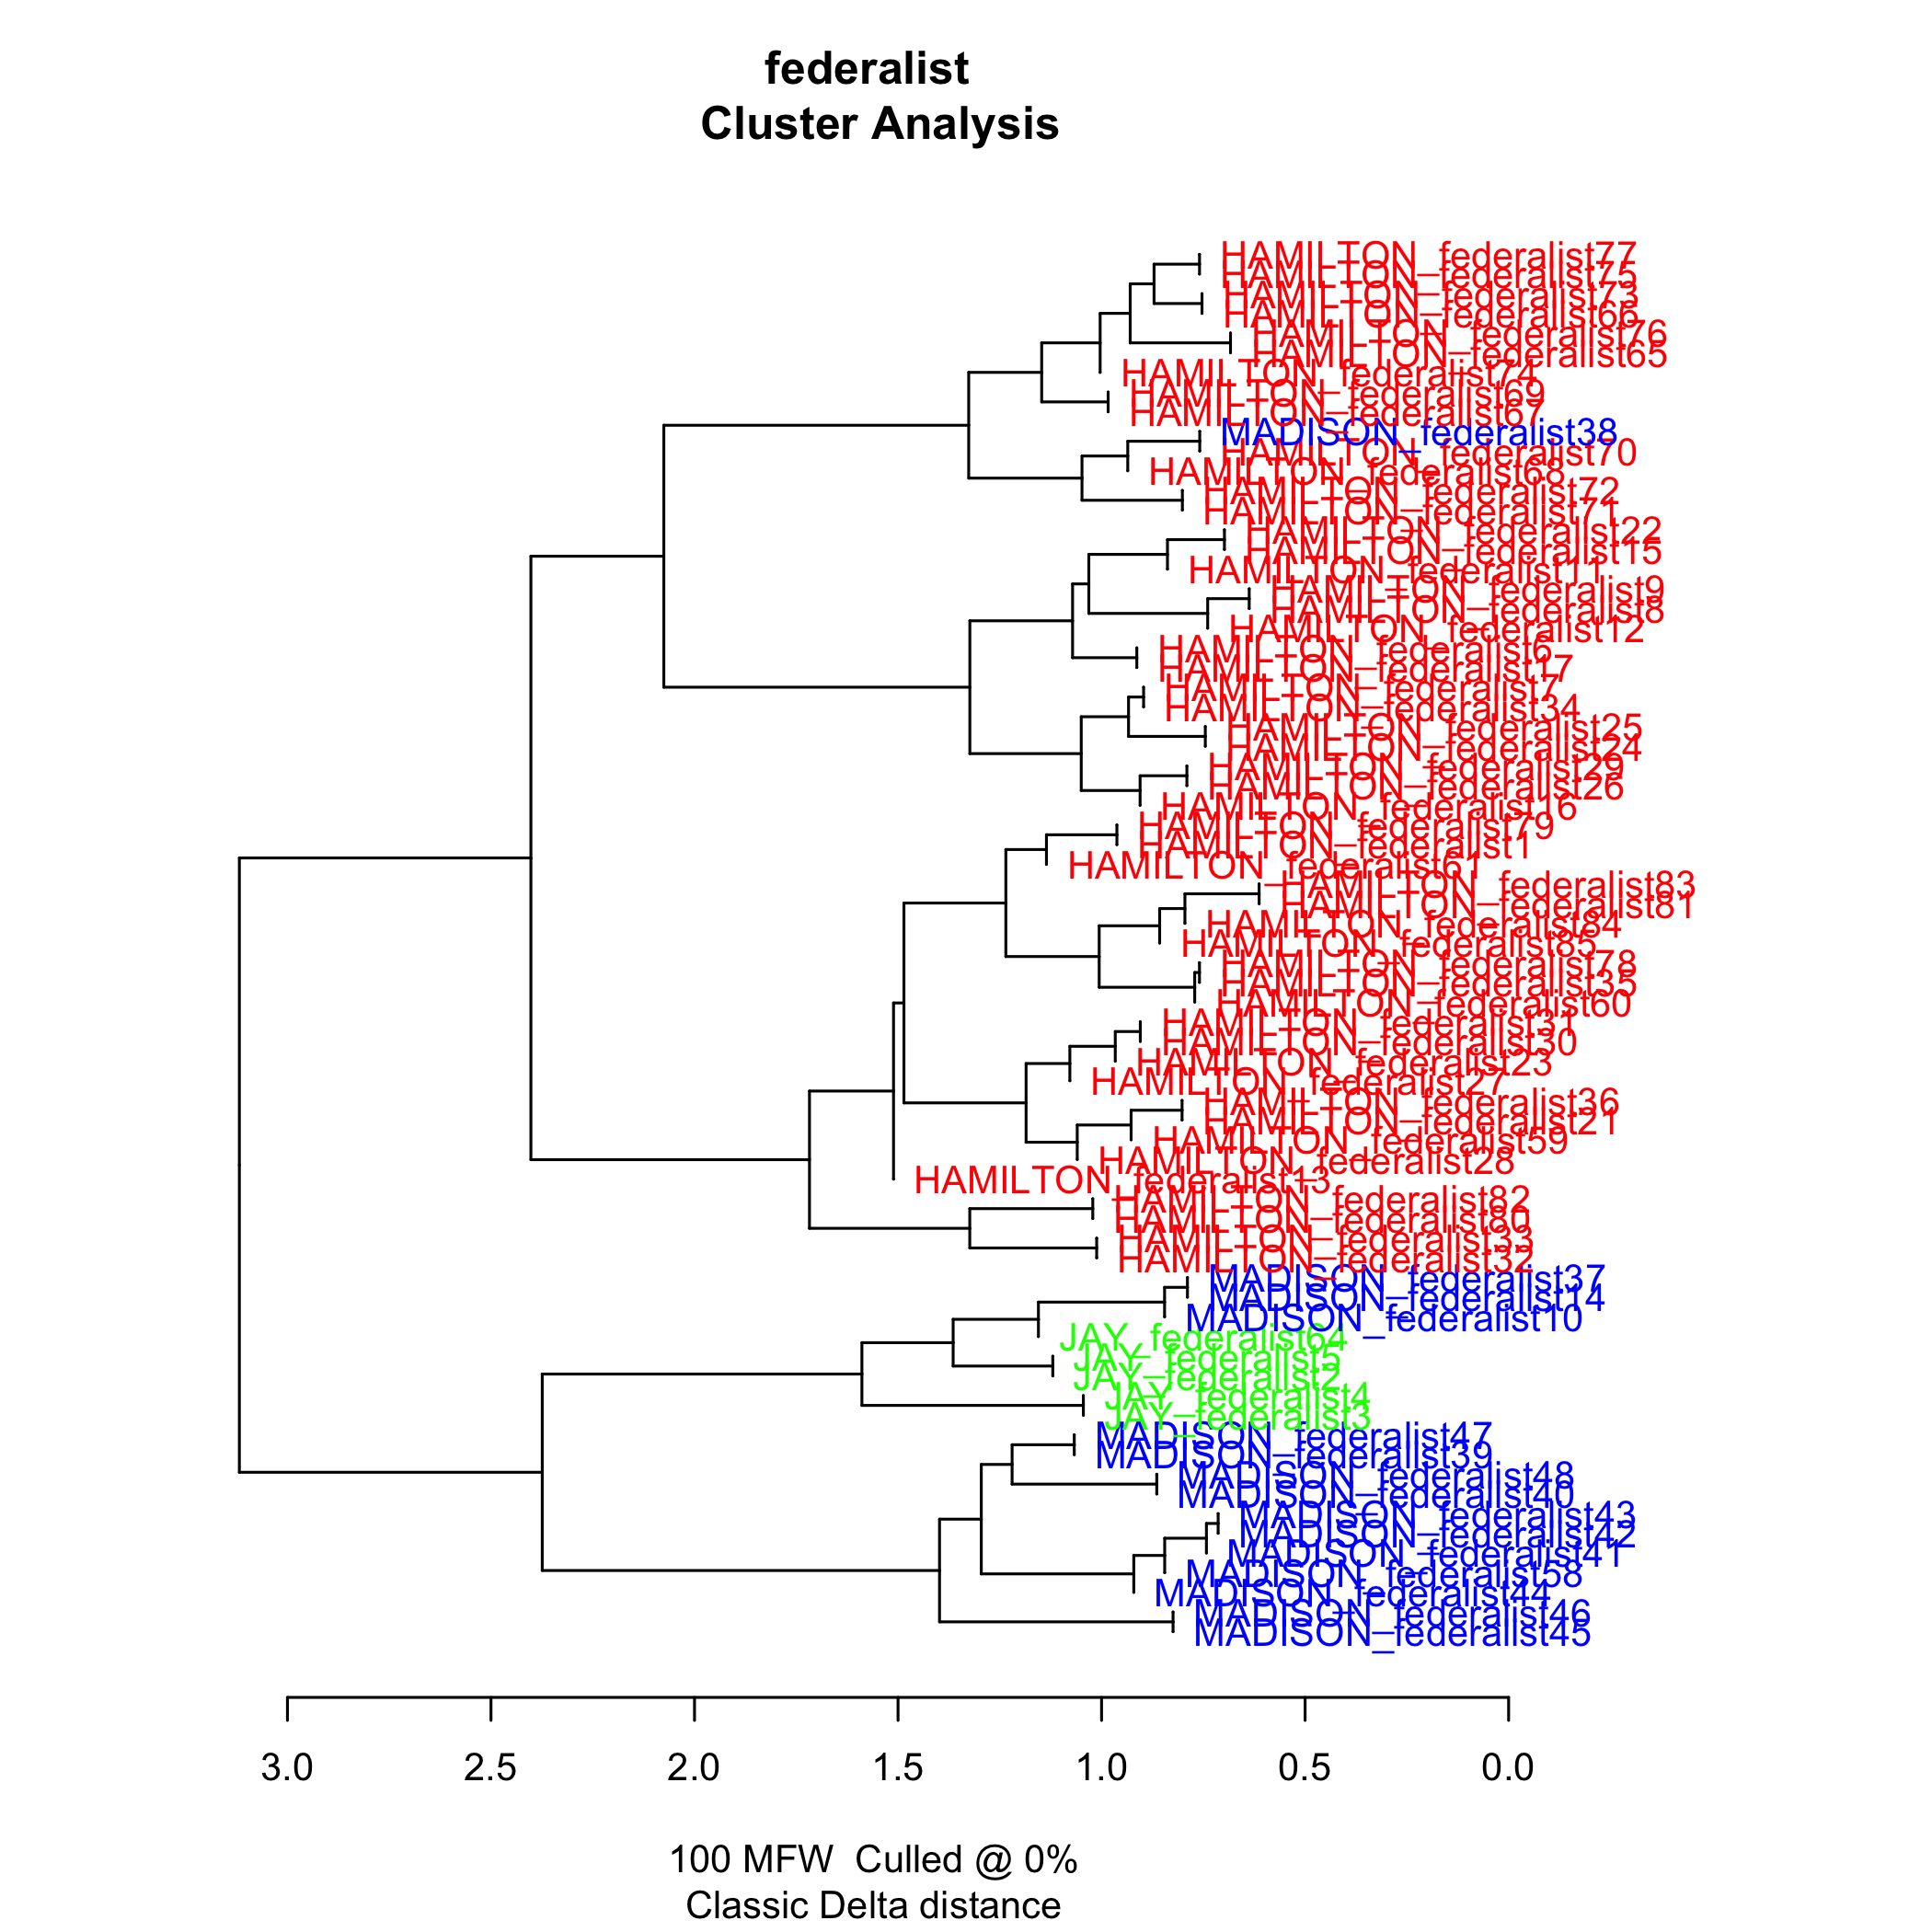 federalist
Cluster Analysis
HAMILTON_federalist77
HAMILTON_federalist75
HAMILTON_federalist73
HAMILTON_federalist66
HAMILTON_federalist76
HAMILTON_federalist65
HAMILTON_federalist74
HAMILTON_federalist69
HAMILTON_federalist67
MADISON_federalist38
HAMILTON_federalist70
HAMILTON_federalist68
HAMILTON_federalist72
HAMILTON_federalist71
HAMILTON_federalist22
HAMILTON_federalist15
HAMILTON_federalist11
HAMILTON_federalist9
HAMILTON_federalist8
HAMILTON_federalist12
HAMILTON_federalist6
HAMILTON_federalist17
HAMILTON_federalist7
HAMILTON_federalist34
HAMILTON_federalist25
HAMILTON_federalist24
HAMILTON_federalist29
HAMILTON_federalist26
HAMILTON_federalist16
HAMILTON_federalist79
HAMILTON_federalist1
HAMILTON_federalist61
HAMILTON_federalist83
HAMILTON_federalist81
HAMILTON_federalist84
HAMILTON_federalist85
HAMILTON_federalist78
HAMILTON_federalist35
HAMILTON_federalist60
HAMILTON_federalist31
HAMILTON_federalist30
HAMILTON_federalist23
HAMILTON_federalist27
HAMILTON_federalist36
HAMILTON_federalist21
HAMILTON_federalist59
HAMILTON_federalist28
HAMILTON_federalist13
HAMILTON_federalist82
HAMILTON_federalist80
HAMILTON_federalist33
HAMILTON_federalist32
MADISON_federalist37
MADISON_federalist14
MADISON_federalist10
JAY_federalist64
JAY_federalist5
JAY_federalist2
JAY_federalist4
JAY_federalist3
MADISON_federalist47
MADISON_federalist39
MADISON_federalist48
MADISON_federalist40
MADISON_federalist43
MADISON_federalist42
MADISON_federalist41
MADISON_federalist58
MADISON_federalist44
MADISON_federalist46
MADISON_federalist45
3.0 2.5 2.0 1.5 1.0 0.5 0.0
100 MFW  Culled @ 0%
Classic Delta distance